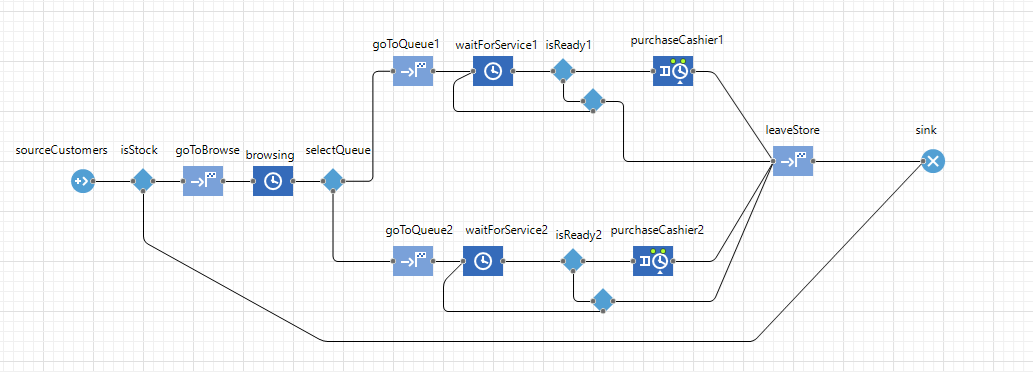 goToQueue1
waitForService1
isReady1
purchaseCashier1
leaveStore
sink
sourceCustomers
isStock
goToBrowse
browsing
selectQueue
goToQueue2
waitForService2
isReady2
purchaseCashier2